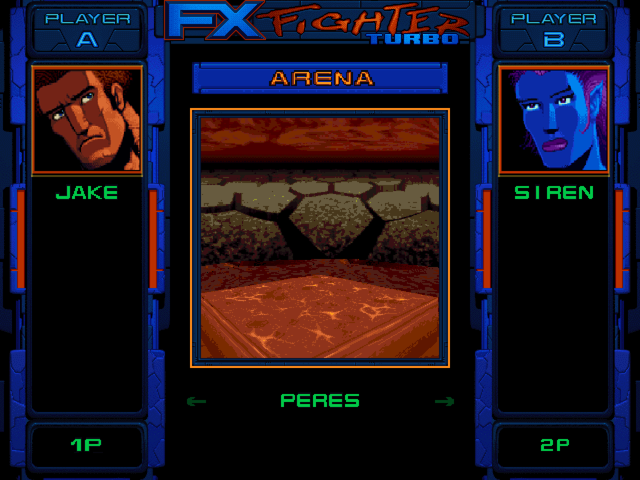 PLAYER
A
FX FIGHTER
TURBO
PLAYER
B
ARENA
JAKE
SIREN
PERES
1P
2P